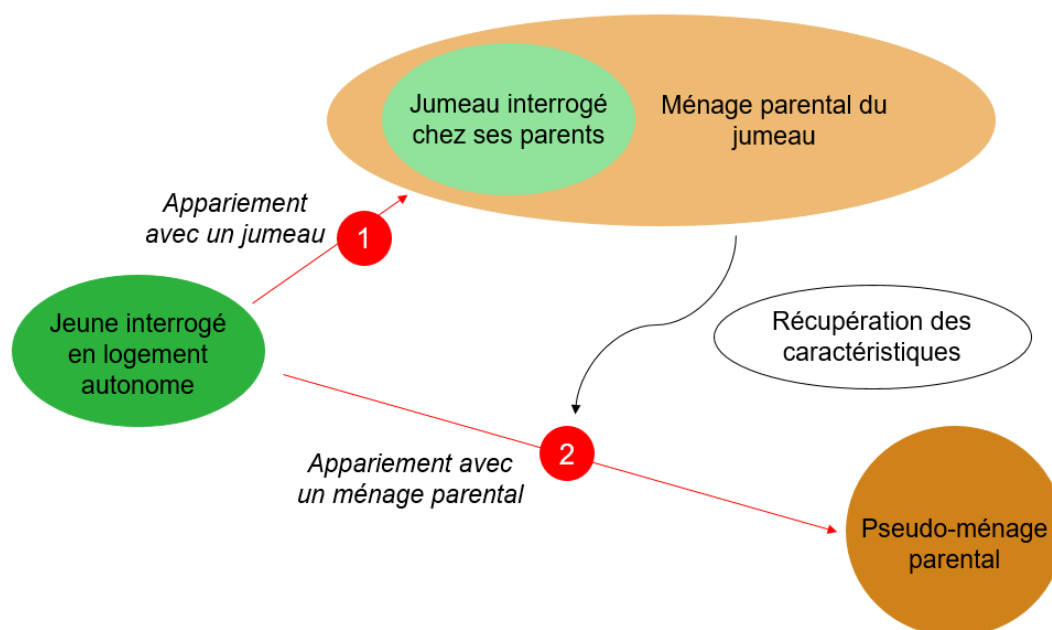 Jumeau interrogé
chez ses parents
Ménage parental du
jumeau
Appariement
avec un jumeau
1
Jeune interrogé
en logement
autonome
Récupération des
caractéristiques
2
Appariement avec
un ménage parental
Pseudo-ménage
parental